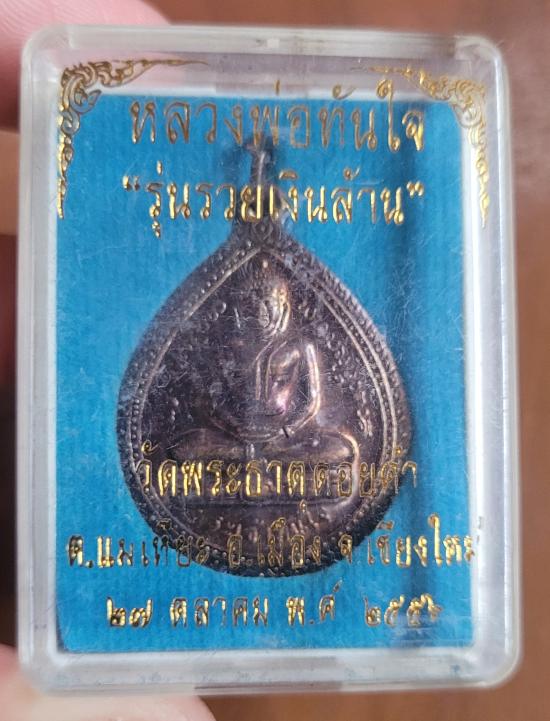 หลวงพ่อทันใจ
"รุ่นรวยเงินล้าน"
วัดพระธาตุดอยคำ
ต.แม่เหียะ อ.เมือง จ.เชียงใหม่
๒๗ ตุลาคม พ.ศ ๒๕๕๖